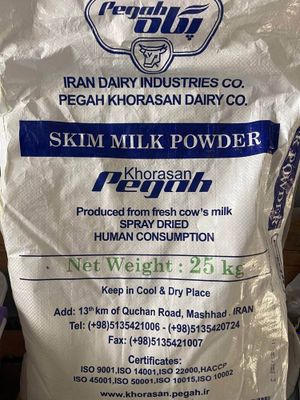 Pegah
پگاه
IRAN DAIRY INDUSTRIES CO.
PEGAH KHORASAN DAIRY CO.
SKIM MILK POWDER
Khorasan
Pegah
Produced from fresh cow's milk
SPRAY DRIED
HUMAN CONSUMPTION
Net Weight : 25 kg
Keep in Cool & Dry Place
Add: 13th km of Quchan Road, Mashhad . IRAN
Tel: (+98)5135421006 - (+98)5135420724
Fax: (+98)5135421007
Certificates:
ISO 9001,ISO 14001,ISO 22000,HACCP
ISO 45001,ISO 50001,ISO 10015,ISO 10002
www.khorasan.pegah.ir
POWDER